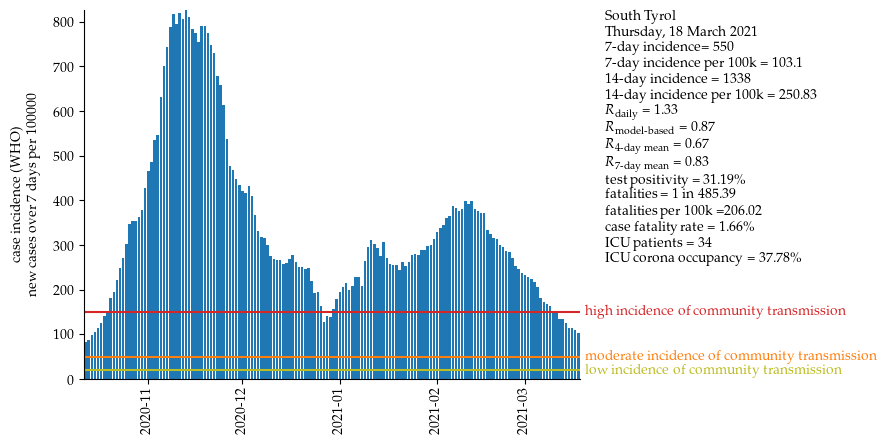 South Tyrol
Thursday, 18 March 2021
7-day incidence= 550
7-day incidence per 100k = 103.1
14-day incidence = 1338
14-day incidence per 100k = 250.83
R daily = 1.33
R model-based = 0.87
R 4-day mean = 0.67
R 7-day mean = 0.83
test positivity = 31.19%
fatalities = 1 in 485.39
fatalities per 100k =206.02
case fatality rate = 1.66%
ICU patients = 34
ICU corona occupancy = 37.78%
case incidence (WHO)
new cases over 7 days per 100000
800
700
600
500
400
300
200
100
0
high incidence of community transmission
moderate incidence of community transmission
low incidence of community transmission
2020-11
2020-12
2021-01
2021-02
2021-03